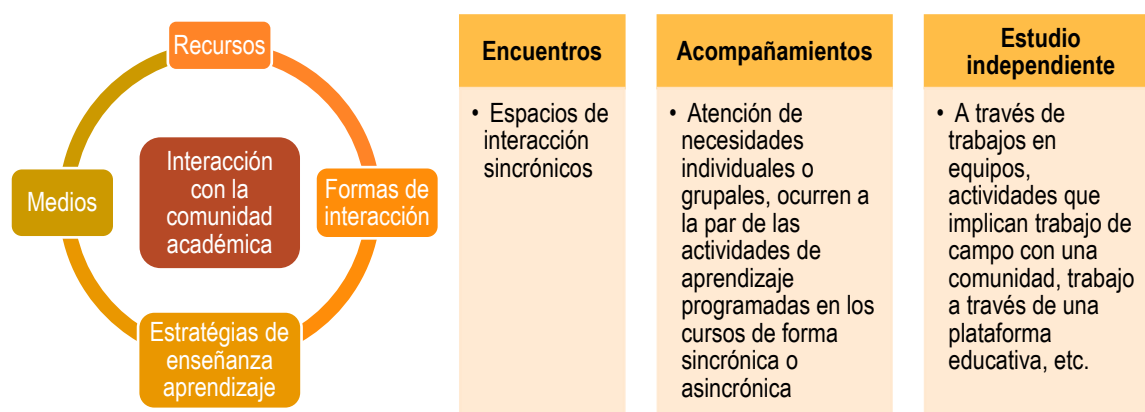 Recursos
Medios
Interacción
con la
comunidad
académica
Formas de
interacción
Estratégias de
enseñanza
aprendizaje
Encuentros
• Espacios de
interacción
sincrónicos
Acompañamientos
• Atención de
necesidades
individuales o
grupales, ocurren a
la par de las
actividades de
aprendizaje
programadas en los
cursos de forma
sincrónica o
asincrónica
Estudio
independiente
• A través de
trabajos en
equipos,
actividades que
implican trabajo de
campo con una
comunidad, trabajo
a través de una
plataforma
educativa, etc.